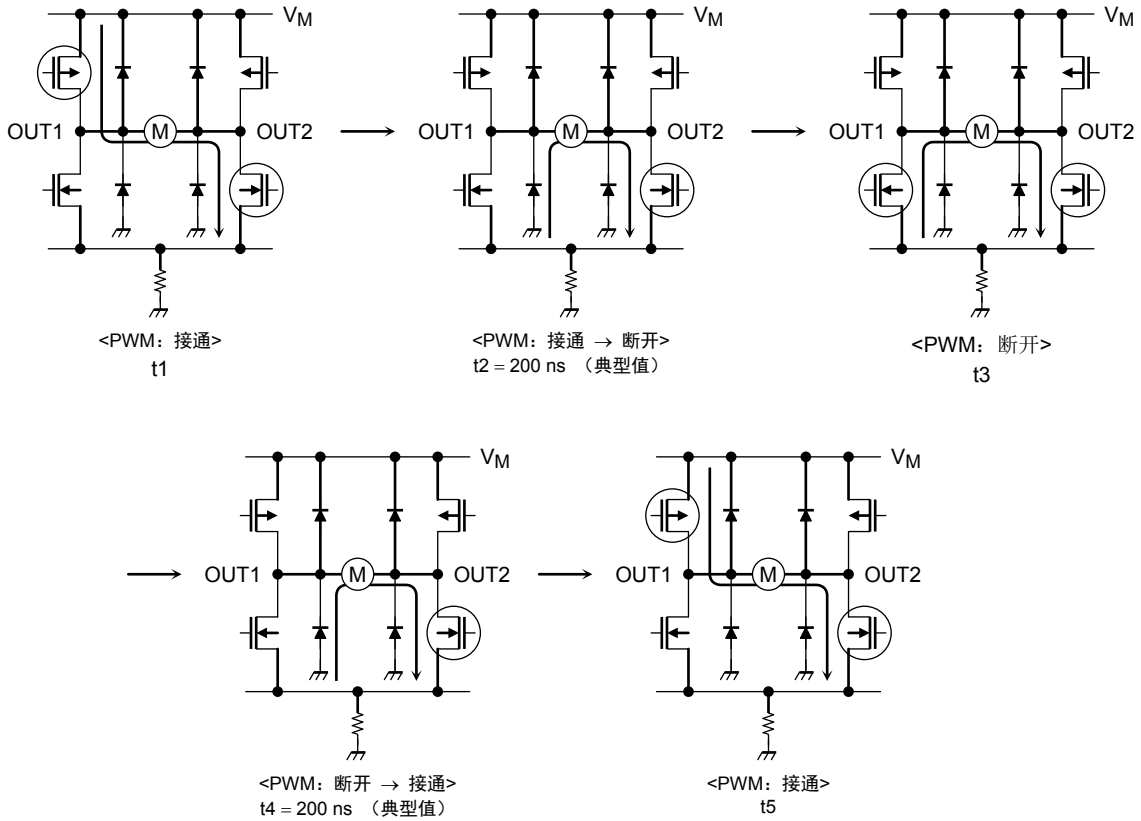 VM
OUT1 M OUT2
<PWM：接通>
t1
VM
OUT1 M OUT2
<PWM：接通 → 断开>
t2 = 200 ns （典型值）
VM
OUT1 M OUT2
<PWM：断开>
t3
VM
OUT1 M OUT2
<PWM：断开 → 接通>
t4 = 200 ns （典型值）
VM
OUT1 M OUT2
<PWM：接通>
t5